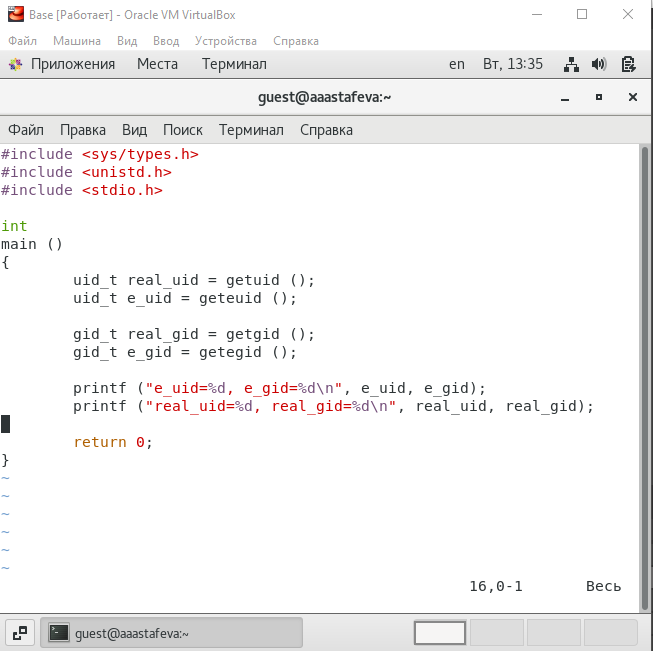 Base [Работает] - Oracle VM VirtualBox
Файл Машина Вид Ввод Устройства Справка
Приложения Места Терминал en Вт, 13:35
guest@aaastafeva:~
Файл Правка Вид Поиск Терминал Справка
#include <sys/types.h>
#include <unistd.h>
#include <stdio.h>
int
main ()
{
uid_t real_uid = getuid ();
uid_t e_uid = geteuid ();
gid_t real_gid = getgid ();
gid_t e_gid = getegid ();
printf ("e_uid=%d, e_gid=%d\n", e_uid, e_gid);
printf ("real_uid=%d, real_gid=%d\n", real_uid, real_gid);
return 0;
}
~
~
~
~
~
~
16,0-1 Весь
guest@aaastafeva:~